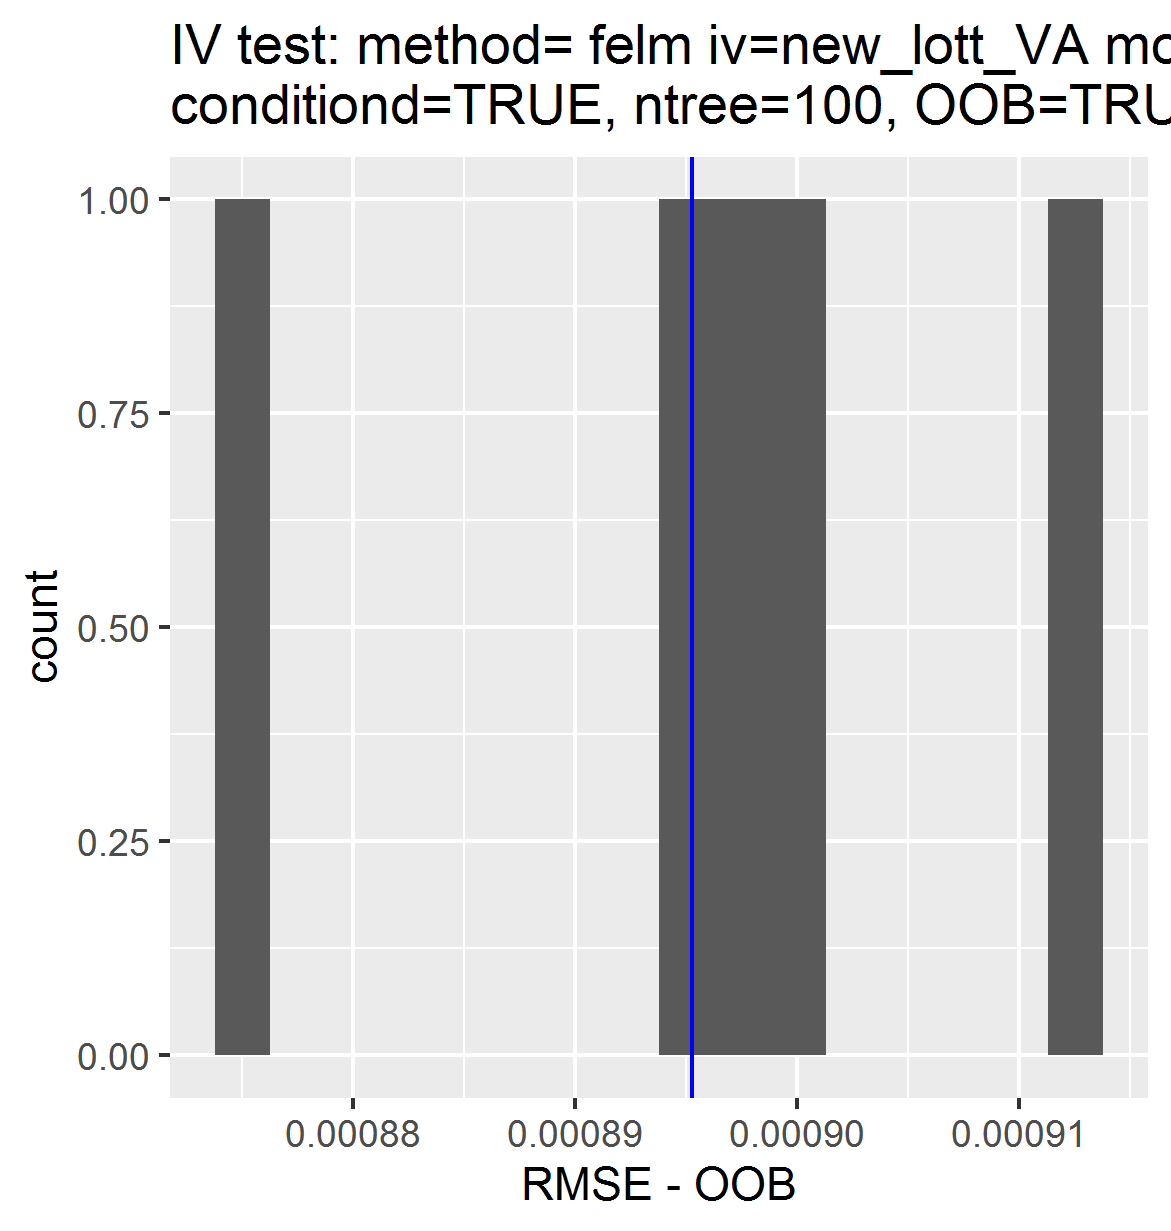 IV test: method= felm iv=new_lott_VA
conditiond=TRUE, ntree=100,
1.00
0.75
0.50
0.25
0.00
count
0.00088 0.00089 0.00090 0.00091
RMSE - OOB